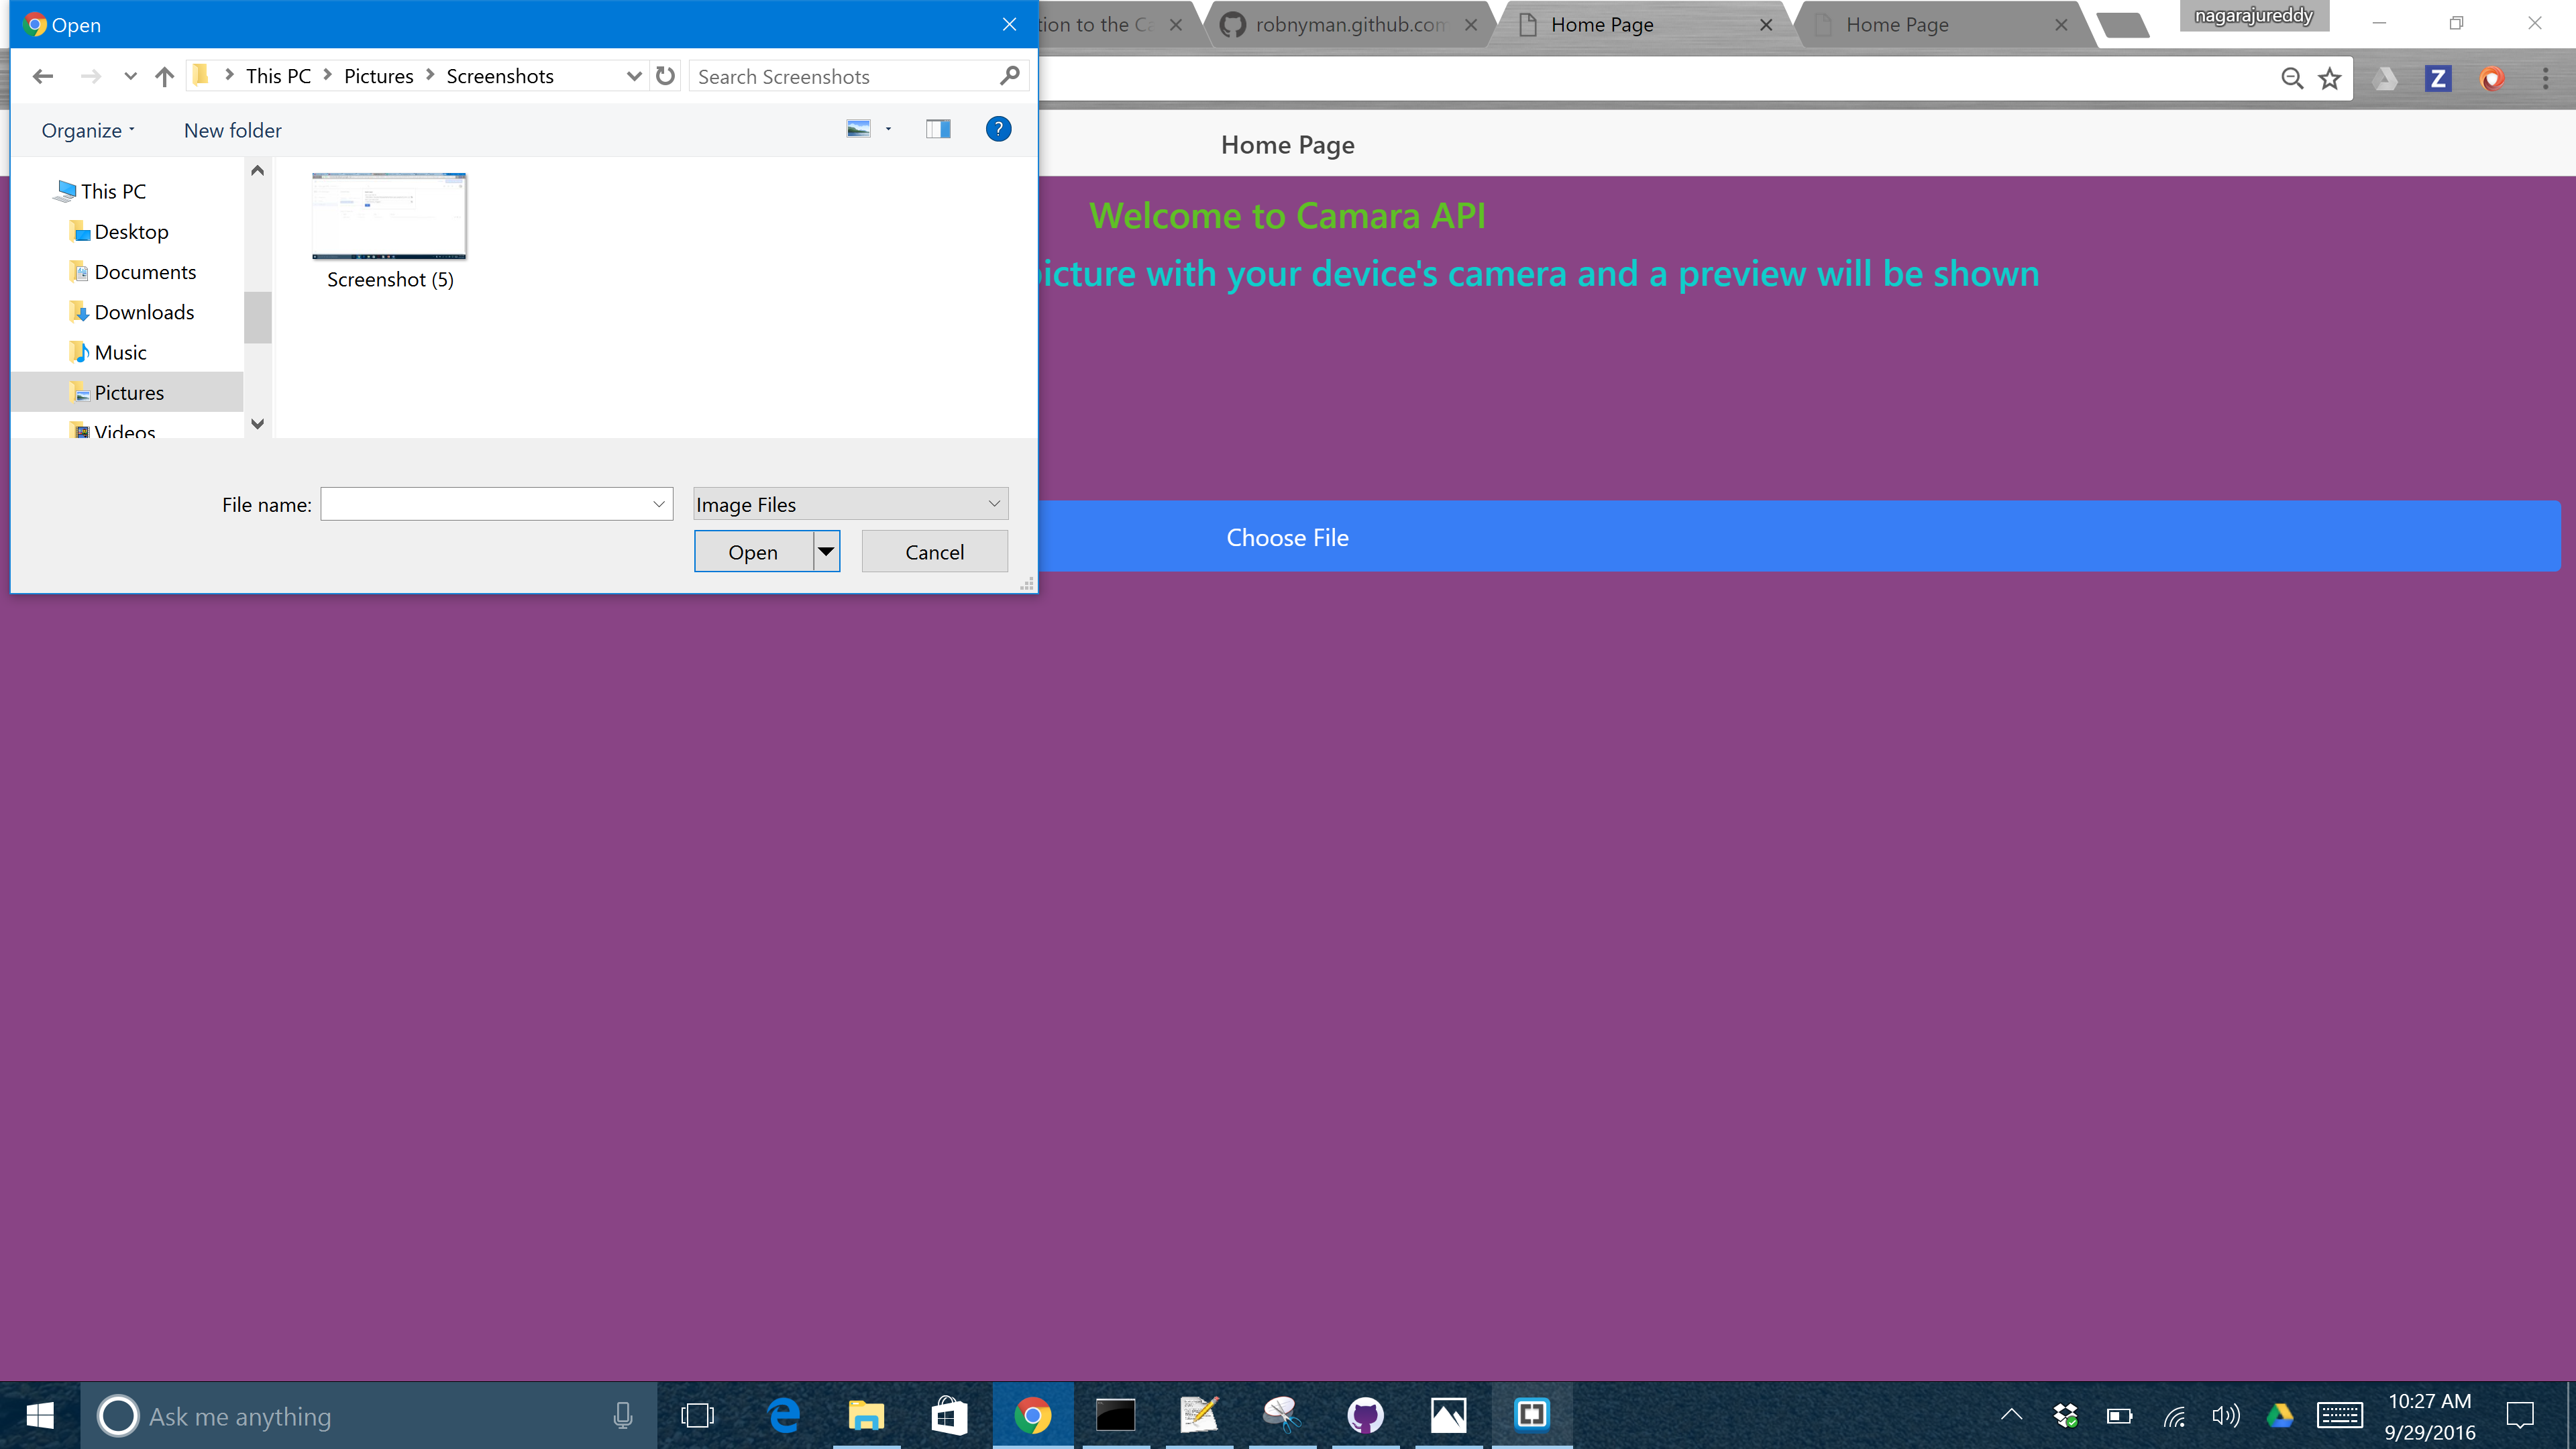 Open
tion to the Ca
robnyman.github.com
Home Page
Home Page
nagarajureddy
This PC
Pictures
Screenshots
Search Screenshots
Z
Organize
New folder
?
Home Page
This PC
Desktop
Documents
Downloads
Music
Pictures
Videos
Screenshot (5)
Welcome to Camara API
picture with your device's camera and a preview will be shown
File name:
Image Files
Open
Cancel
Choose File
Ask me anything
10:27 AM
9/29/2016